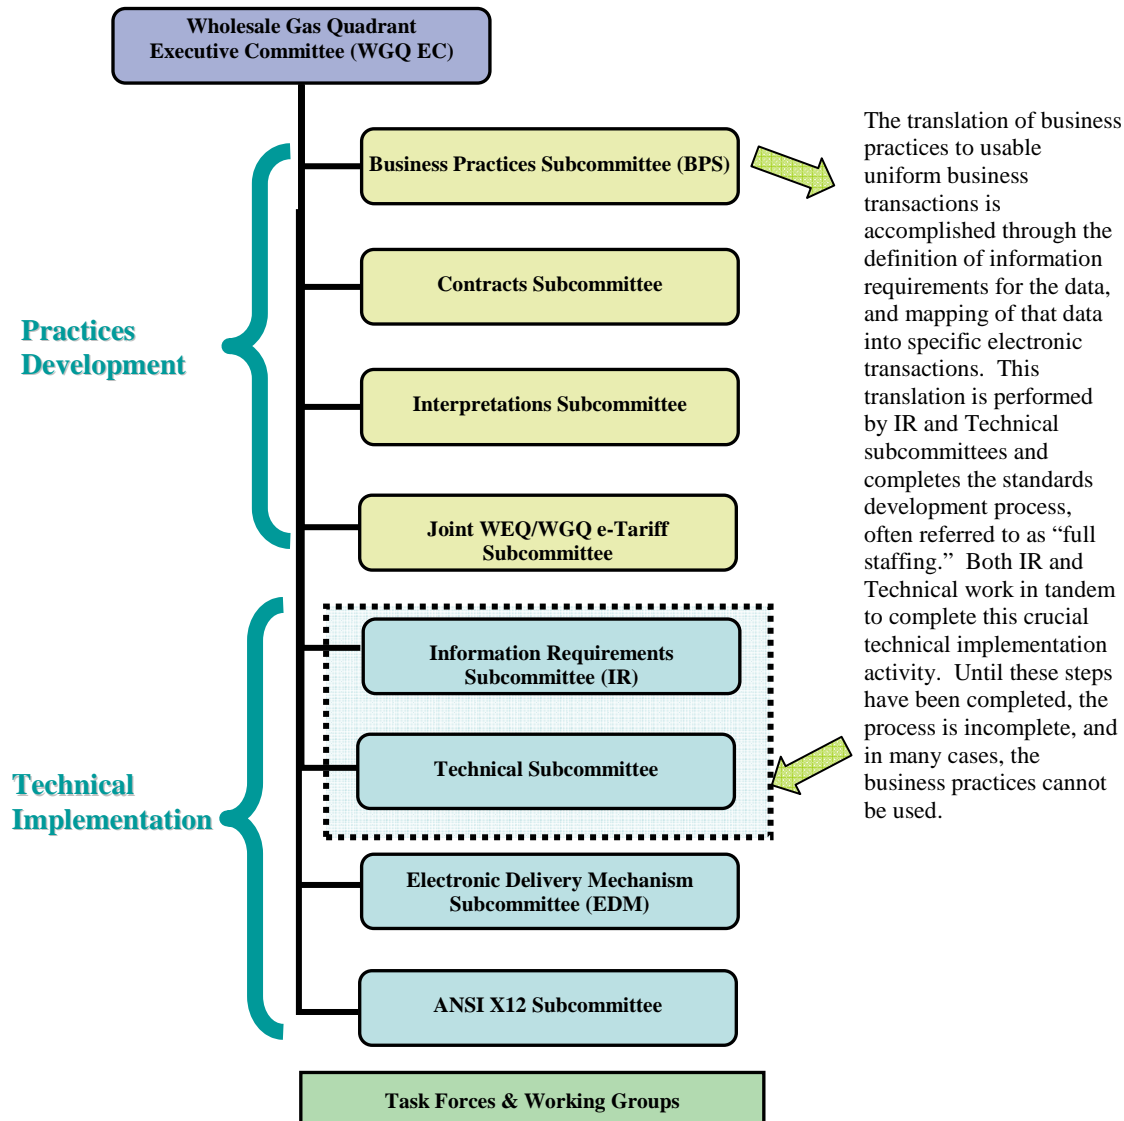 Wholesale Gas Quadrant
Executive Committee (WGQ EC)
Business Practices Subcommittee (BPS)
Contracts Subcommittee
Practices
Development
Interpretations Subcommittee
Joint WEQ/WGQ e-Tariff
Subcommittee
Information Requirements
Subcommittee (IR)
Technical Subcommittee
Technical
Implementation
Electronic Delivery Mechanism
Subcommittee (EDM)
ANSI X12 Subcommittee
Task Forces & Working Groups
The translation of business
practices to usable
uniform business
transactions is
accomplished through the
definition of information
requirements for the data,
and mapping of that data
into specific electronic
transactions.  This
translation is performed
by IR and Technical
subcommittees and
completes the standards
development process,
often referred to as “full
staffing.”  Both IR and
Technical work in tandem
to complete this crucial
technical implementation
activity.  Until these steps
have been completed, the
process is incomplete, and
in many cases, the
business practices cannot
be used.